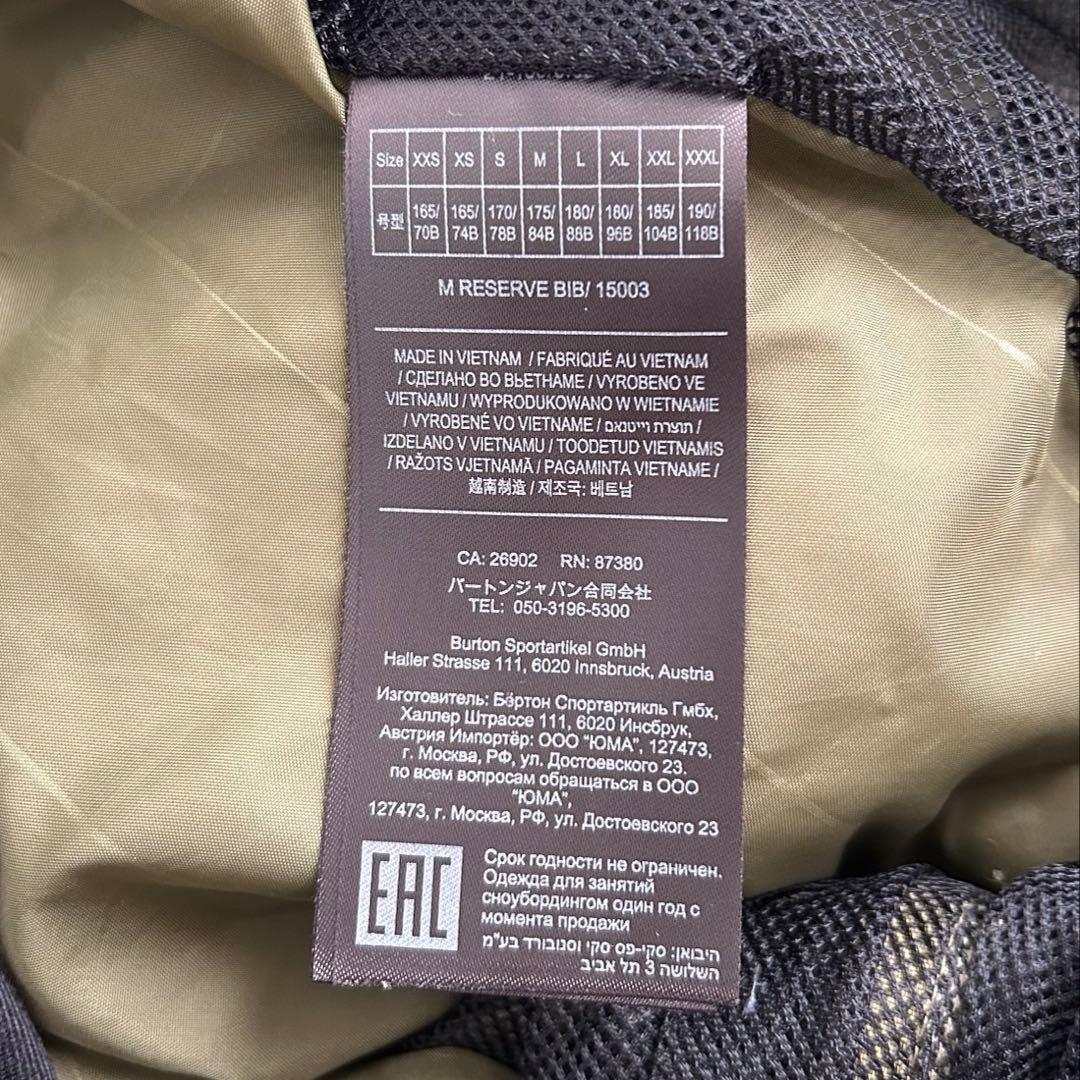 Size XXS XS S M L XL XXL XXXL
号型 165/70B 165/74B 170/78B 175/84B 180/88B 180/96B 185/104B 190/118B
M RESERVE BIB/ 15003
MADE IN VIETNAM / FABRIQUÉ AU VIETNAM
/ СДЕЛАНО ВО ВЬЕТНАМЕ / VYROBENO VE
VIETNAMU / WYPRODUKOWANO W WIETNAMIE
/ VYROBENÉ VO VIETNAME / תוצרת וייטנאם /
IZDELANO V VIETNAMU / TOODETUD VIETNAMIS
/ RAŽOTS VJETNAMĀ / PAGAMINTA VIETNAME /
越南制造 / 제조국: 베트남
CA: 26902 RN: 87380
バートンジャパン合同会社
TEL: 050-3196-5300
Burton Sportartikel GmbH
Haller Strasse 111, 6020 Innsbruck, Austria
Изготовитель: Бёртон Спортартикль Гмбх,
Халлер Штрассе 111, 6020 Инсбрук,
Австрия Импортёр: ООО "ЮМА", 127473,
г. Москва, РФ, ул. Достоевского 23.
по всем вопросам обращаться в ООО
"ЮМА",
127473, г. Москва, РФ, ул. Достоевского 23
EAC
Срок годности не ограничен.
Одежда для занятий
сноубордингом один год с
момента продажи
היבואן: סקי-פס סקי וסנובורד בע"מ
השלושה 3 תל אביב